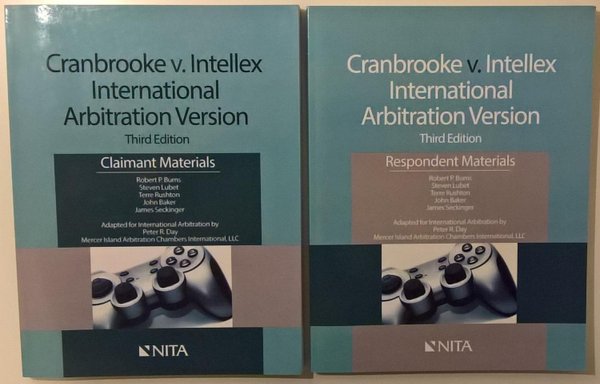 Cranbrooke v. Intellex
International
Arbitration Version
Third Edition
Claimant Materials
Robert P. Burns
Steven Lubet
Terre Rushton
John Baker
James Seckinger
Adapted for International Arbitration by
Peter R. Day
Mercer Island Arbitration Chambers International, LLC
NITA
Cranbrooke v. Intellex
International
Arbitration Version
Third Edition
Respondent Materials
Robert P. Burns
Steven Lubet
Terre Rushton
John Baker
James Seckinger
Adapted for International Arbitration by
Peter R. Day
Mercer Island Arbitration Chambers International, LLC
NITA